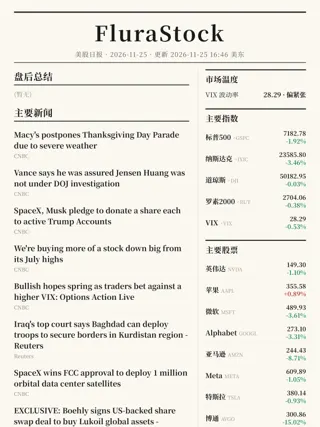 FluraStock
美股日报 · 2026-11-25 · 更新 2026-11-25 16:46 美东
盘后总结
(暂无)
主要新闻
Macy's postpones Thanksgiving Day Parade
due to severe weather
CNBC
Vance says he was assured Jensen Huang was
not under DOJ investigation
CNBC
SpaceX, Musk pledge to donate a share each
to active Trump Accounts
CNBC
We're buying more of a stock down big from
its July highs
CNBC
Bullish hopes spring as traders bet against a
higher VIX: Options Action Live
CNBC
Iraq's top court says Baghdad can deploy
troops to secure borders in Kurdistan region -
Reuters
Reuters
SpaceX wins FCC approval to deploy 1 million
orbital data center satellites
CNBC
EXCLUSIVE: Boehly signs US-backed share
swap deal to buy Lukoil global assets -
市场温度
VIX 波动率 28.29 · 偏紧张
主要指数
标普500 ^GSPC 7182.78
-1.92%
纳斯达克 ^IXIC 23585.80
-3.46%
道琼斯 ^DJI 50182.95
-0.03%
罗素2000 ^RUT 2704.06
-0.38%
VIX ^VIX 28.29
-0.53%
主要股票
英伟达 NVDA 149.30
-1.10%
苹果 AAPL 355.58
+0.89%
微软 MSFT 489.93
-3.61%
Alphabet GOOGL 273.10
-3.31%
亚马逊 AMZN 244.43
-8.71%
Meta META 609.89
-1.05%
特斯拉 TSLA 380.14
-0.93%
博通 AVGO 300.86
-15.02%